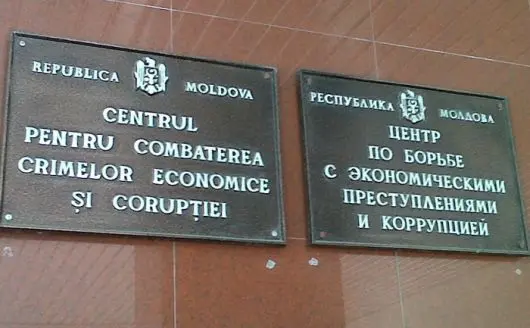 REPUBLICA MOLDOVA
CENTRUL
PENTRU COMBATEREA
CRIMELOR ECONOMICE
ȘI CORUPȚIEI
РЕСПУБЛИКА МОЛДОВА
ЦЕНТР
ПО БОРЬБЕ
С ЭКОНОМИЧЕСКИМИ
ПРЕСТУПЛЕНИЯМИ
И КОРРУПЦИЕЙ